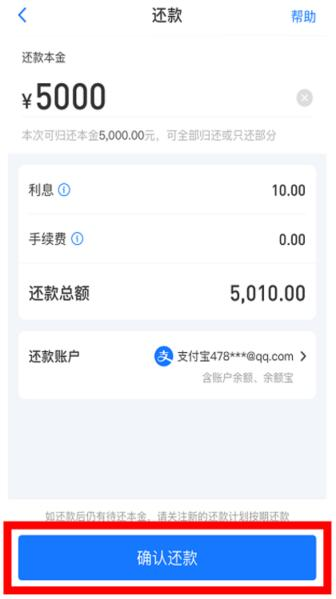 还款
帮助
还款本金
¥5000
本次可归还本金5,000.00元，可全部归还或只还部分
利息 10.00
手续费 0.00
还款总额 5,010.00
还款账户 支 支付宝478***@qq.com
含账户余额、余额宝
如还款后仍有待还本金，请关注新的还款计划按期还款
确认还款